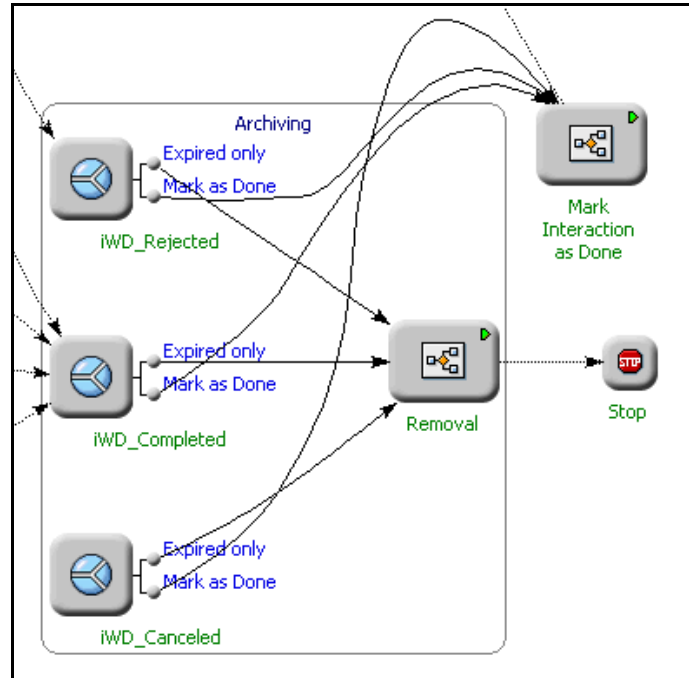 Archiving
Expired only
Mark as Done
iWD_Rejected
Mark
Interaction
as Done
Expired only
Mark as Done
iWD_Completed
Removal
STOP
Stop
Expired only
Mark as Done
iWD_Canceled